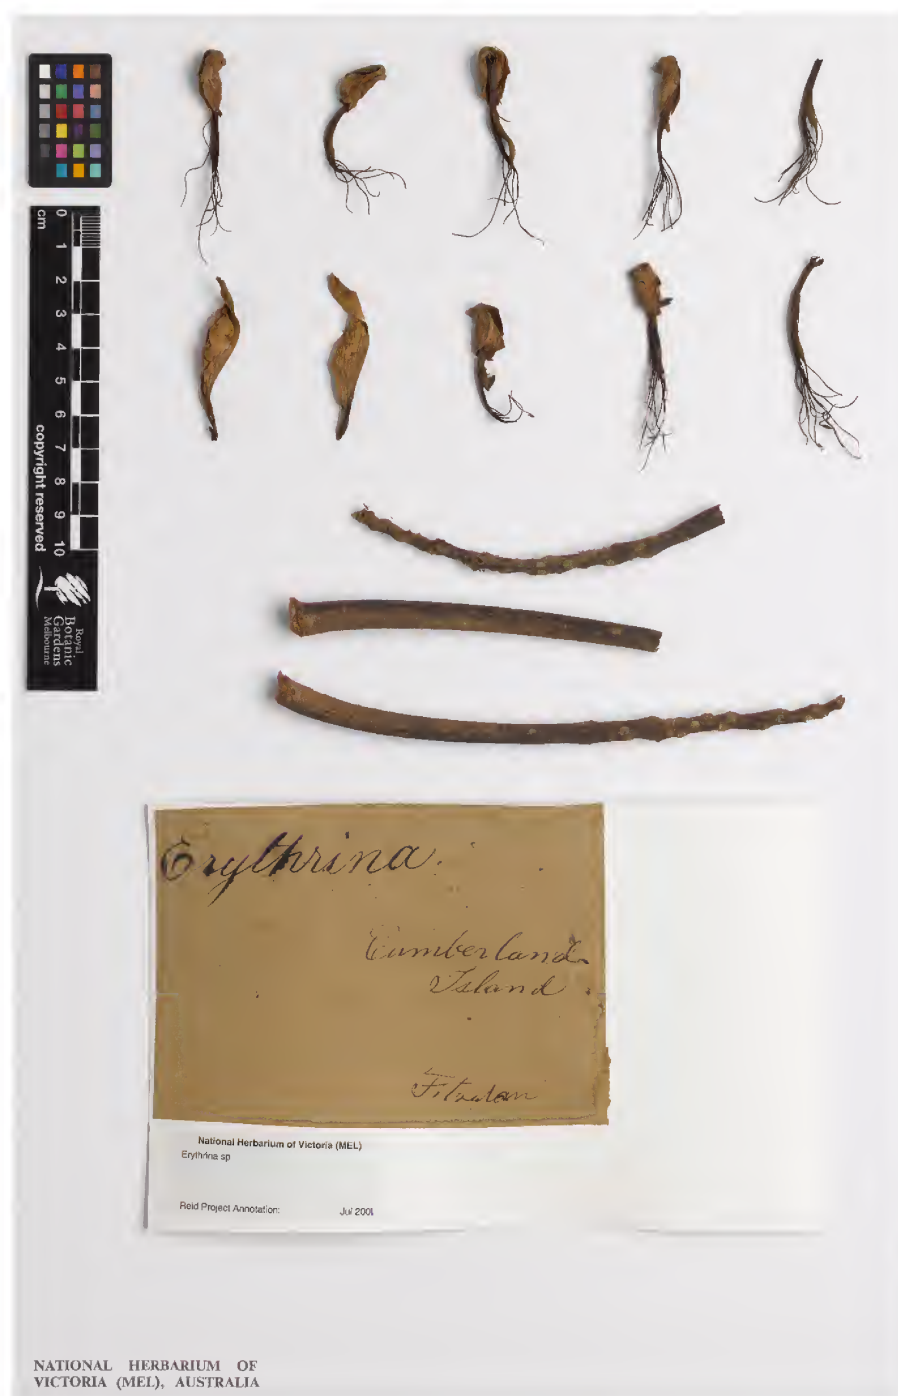 cm
0
1
2
3
4
5
6
7
8
9
10
copyright reserved
Royal
Botanic
Gardens
Melbourne
Erythrina.
Cumberland
Island
National Herbarium of Victoria (MEL)
Erythrina sp
Reid Project Annotation: Jul
NATIONAL HERBARIUM OF
VICTORIA (MEL), AUSTRALIA